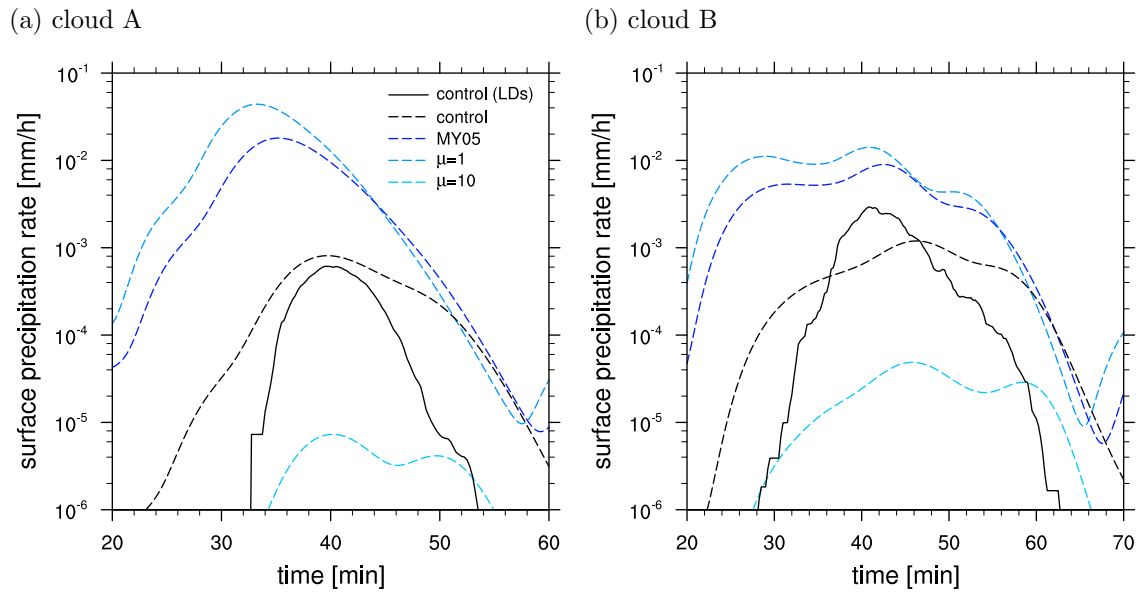 (a) cloud A
(b) cloud B
surface precipitation rate [mm/h]
10⁻¹
10⁻²
10⁻³
10⁻⁴
10⁻⁵
10⁻⁶
control (LDs)
control
MY05
μ=1
μ=10
20 30 40 50 60
time [min]
surface precipitation rate [mm/h]
10⁻¹
10⁻²
10⁻³
10⁻⁴
10⁻⁵
10⁻⁶
20 30 40 50 60 70
time [min]